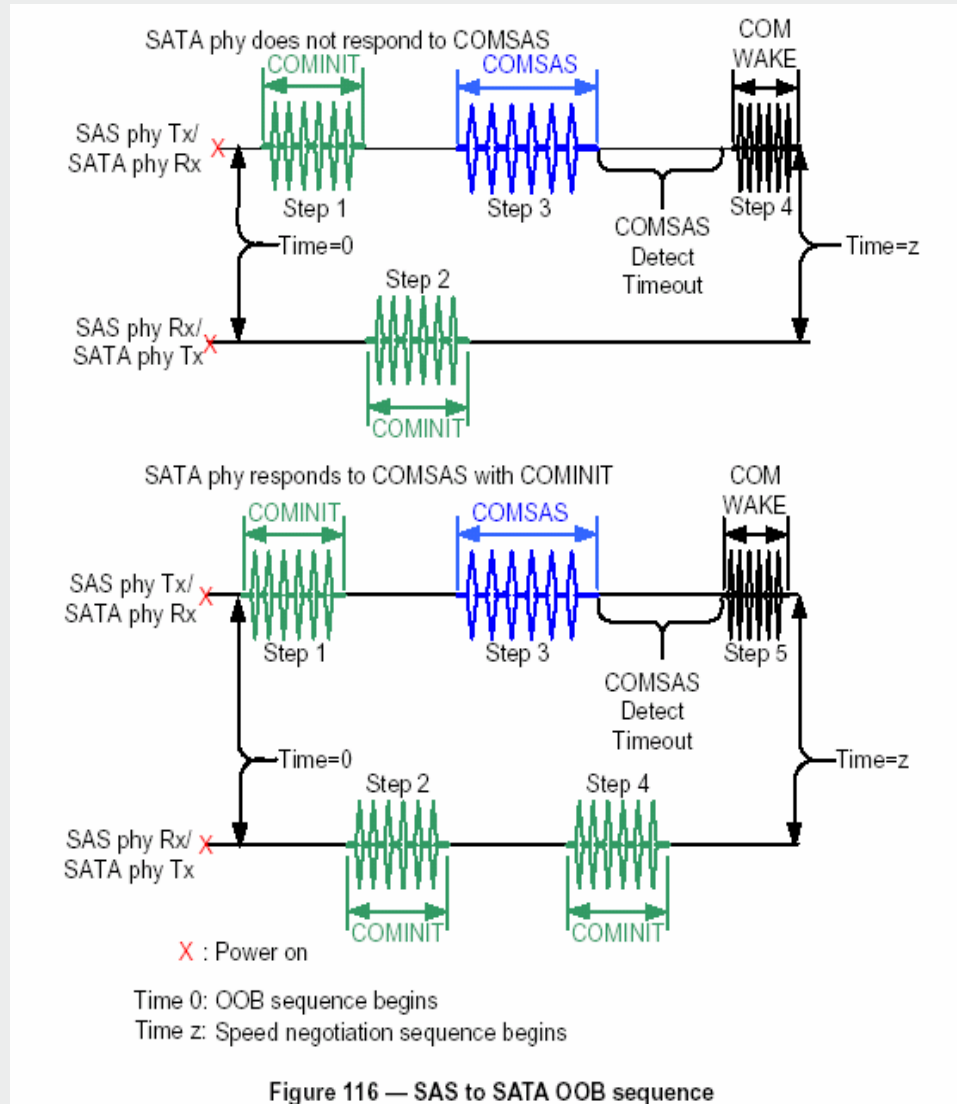 SATA phy does not respond to COMSAS
COMINIT
COMSAS
COM
WAKE
SAS phy Tx/
SATA phy Rx
X
Step 1
Step 3
Step 4
Time=0
COMSAS
Detect
Timeout
Time=z
Step 2
SAS phy Rx/
SATA phy Tx
X
COMINIT
SATA phy responds to COMSAS with COMINIT
COMINIT
COMSAS
COM
WAKE
SAS phy Tx/
SATA phy Rx
X
Step 1
Step 3
Step 5
COMSAS
Detect
Timeout
Time=0
Time=z
Step 2
Step 4
SAS phy Rx/
SATA phy Tx
X
COMINIT
COMINIT
X : Power on
Time 0: OOB sequence begins
Time z: Speed negotiation sequence begins
Figure 116 — SAS to SATA OOB sequence